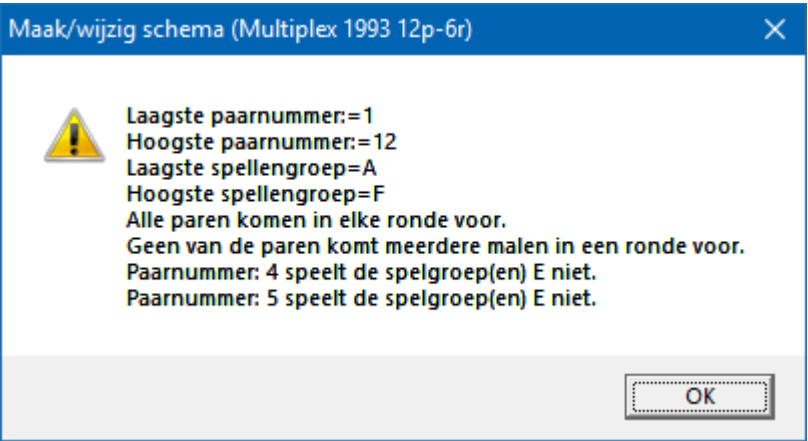 Maak/wijzig schema (Multiplex 1993 12p-6r)
Laagste paarnummer:=1
Hoogste paarnummer:=12
Laagste spellengroep=A
Hoogste spellengroep=F
Alle paren komen in elke ronde voor.
Geen van de paren komt meerdere malen in een ronde voor.
Paarnummer: 4 speelt de spelgroep(en) E niet.
Paarnummer: 5 speelt de spelgroep(en) E niet.
OK